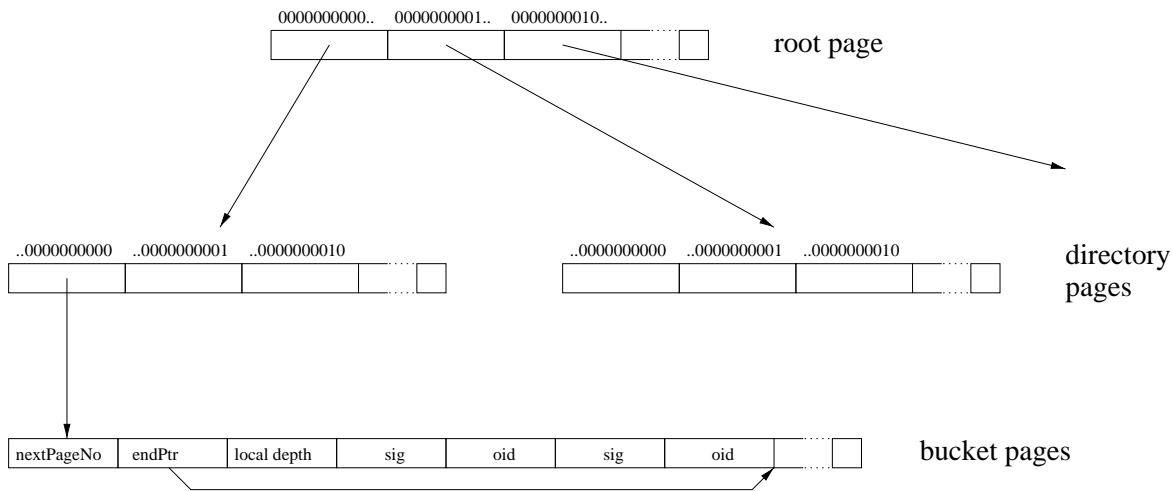 0000000000.. 0000000001.. 0000000010..
root page
..0000000000 ..0000000001 ..0000000010
..0000000000 ..0000000001 ..0000000010
directory
pages
nextPageNo endPtr local depth sig oid sig oid
bucket pages